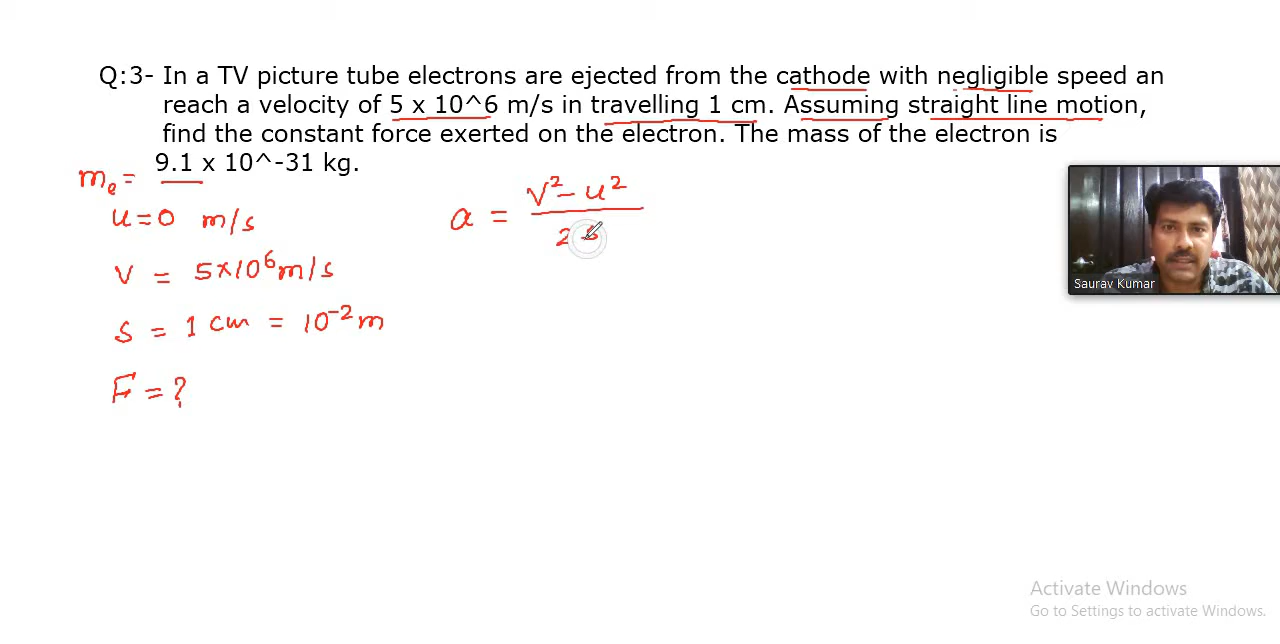 Q:3- In a TV picture tube electrons are ejected from the cathode with negligible speed an
reach a velocity of 5 x 10^6 m/s in travelling 1 cm. Assuming straight line motion,
find the constant force exerted on the electron. The mass of the electron is
9.1 x 10^-31 kg.
mₑ =
u = 0 m/s
v = 5×10⁶ m/s
s = 1 cm = 10⁻² m
F = ?
a = v² - u²
2s
Saurav Kumar
Activate Windows
Go to Settings to activate Windows.